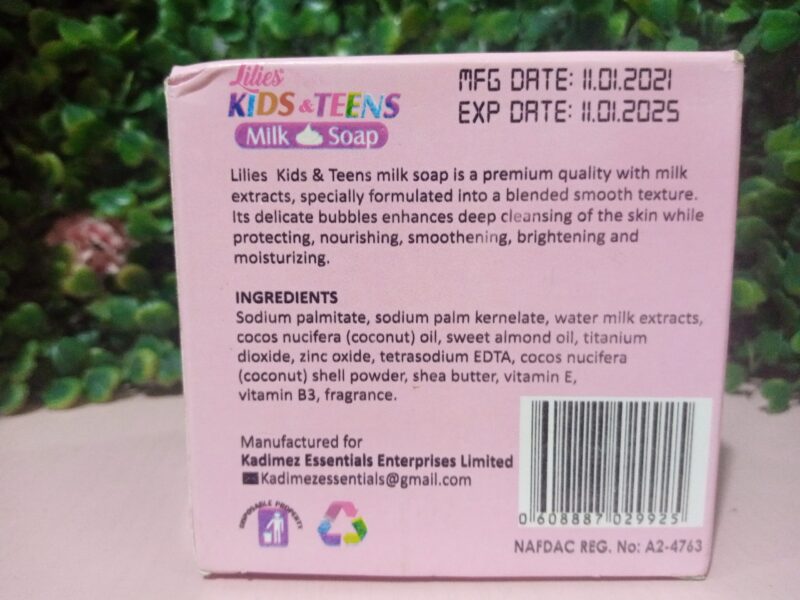 Lilies
KIDS & TEENS
Milk Soap
MFG DATE: 11.01.2021
EXP DATE: 11.01.2025
Lilies Kids & Teens milk soap is a premium quality with milk
extracts, specially formulated into a blended smooth texture.
Its delicate bubbles enhances deep cleansing of the skin while
protecting, nourishing, smoothening, brightening and
moisturizing.
INGREDIENTS
Sodium palmitate, sodium palm kernelate, water milk extracts,
cocos nucifera (coconut) oil, sweet almond oil, titanium
dioxide, zinc oxide, tetrasodium EDTA, cocos nucifera
(coconut) shell powder, shea butter, vitamin E,
vitamin B3, fragrance.
Manufactured for
Kadimez Essentials Enterprises Limited
Kadimezessentials@gmail.com
DISPOSABLE PROPERTY
0 608887 029925
NAFDAC REG. No: A2-4763